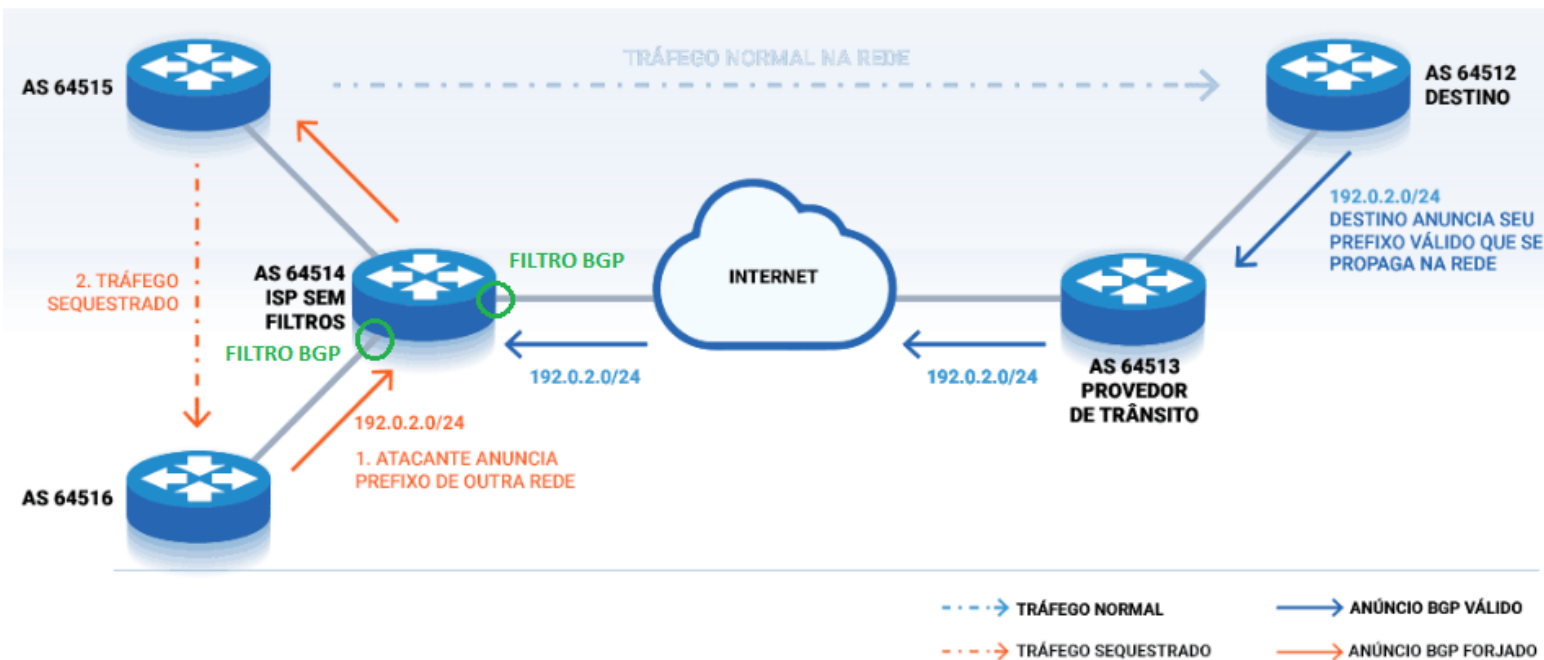 TRÁFEGO NORMAL NA REDE
AS 64515
AS 64512
DESTINO
192.0.2.0/24
DESTINO ANUNCIA SEU
PREFIXO VÁLIDO QUE SE
PROPAGA NA REDE
2. TRÁFEGO
SEQUESTRADO
AS 64514
ISP SEM
FILTROS
FILTRO BGP
FILTRO BGP
INTERNET
192.0.2.0/24
192.0.2.0/24
AS 64513
PROVEDOR
DE TRÂNSITO
192.0.2.0/24
1. ATACANTE ANUNCIA
PREFIXO DE OUTRA REDE
AS 64516
TRÁFEGO NORMAL
ANÚNCIO BGP VÁLIDO
TRÁFEGO SEQUESTRADO
ANÚNCIO BGP FORJADO